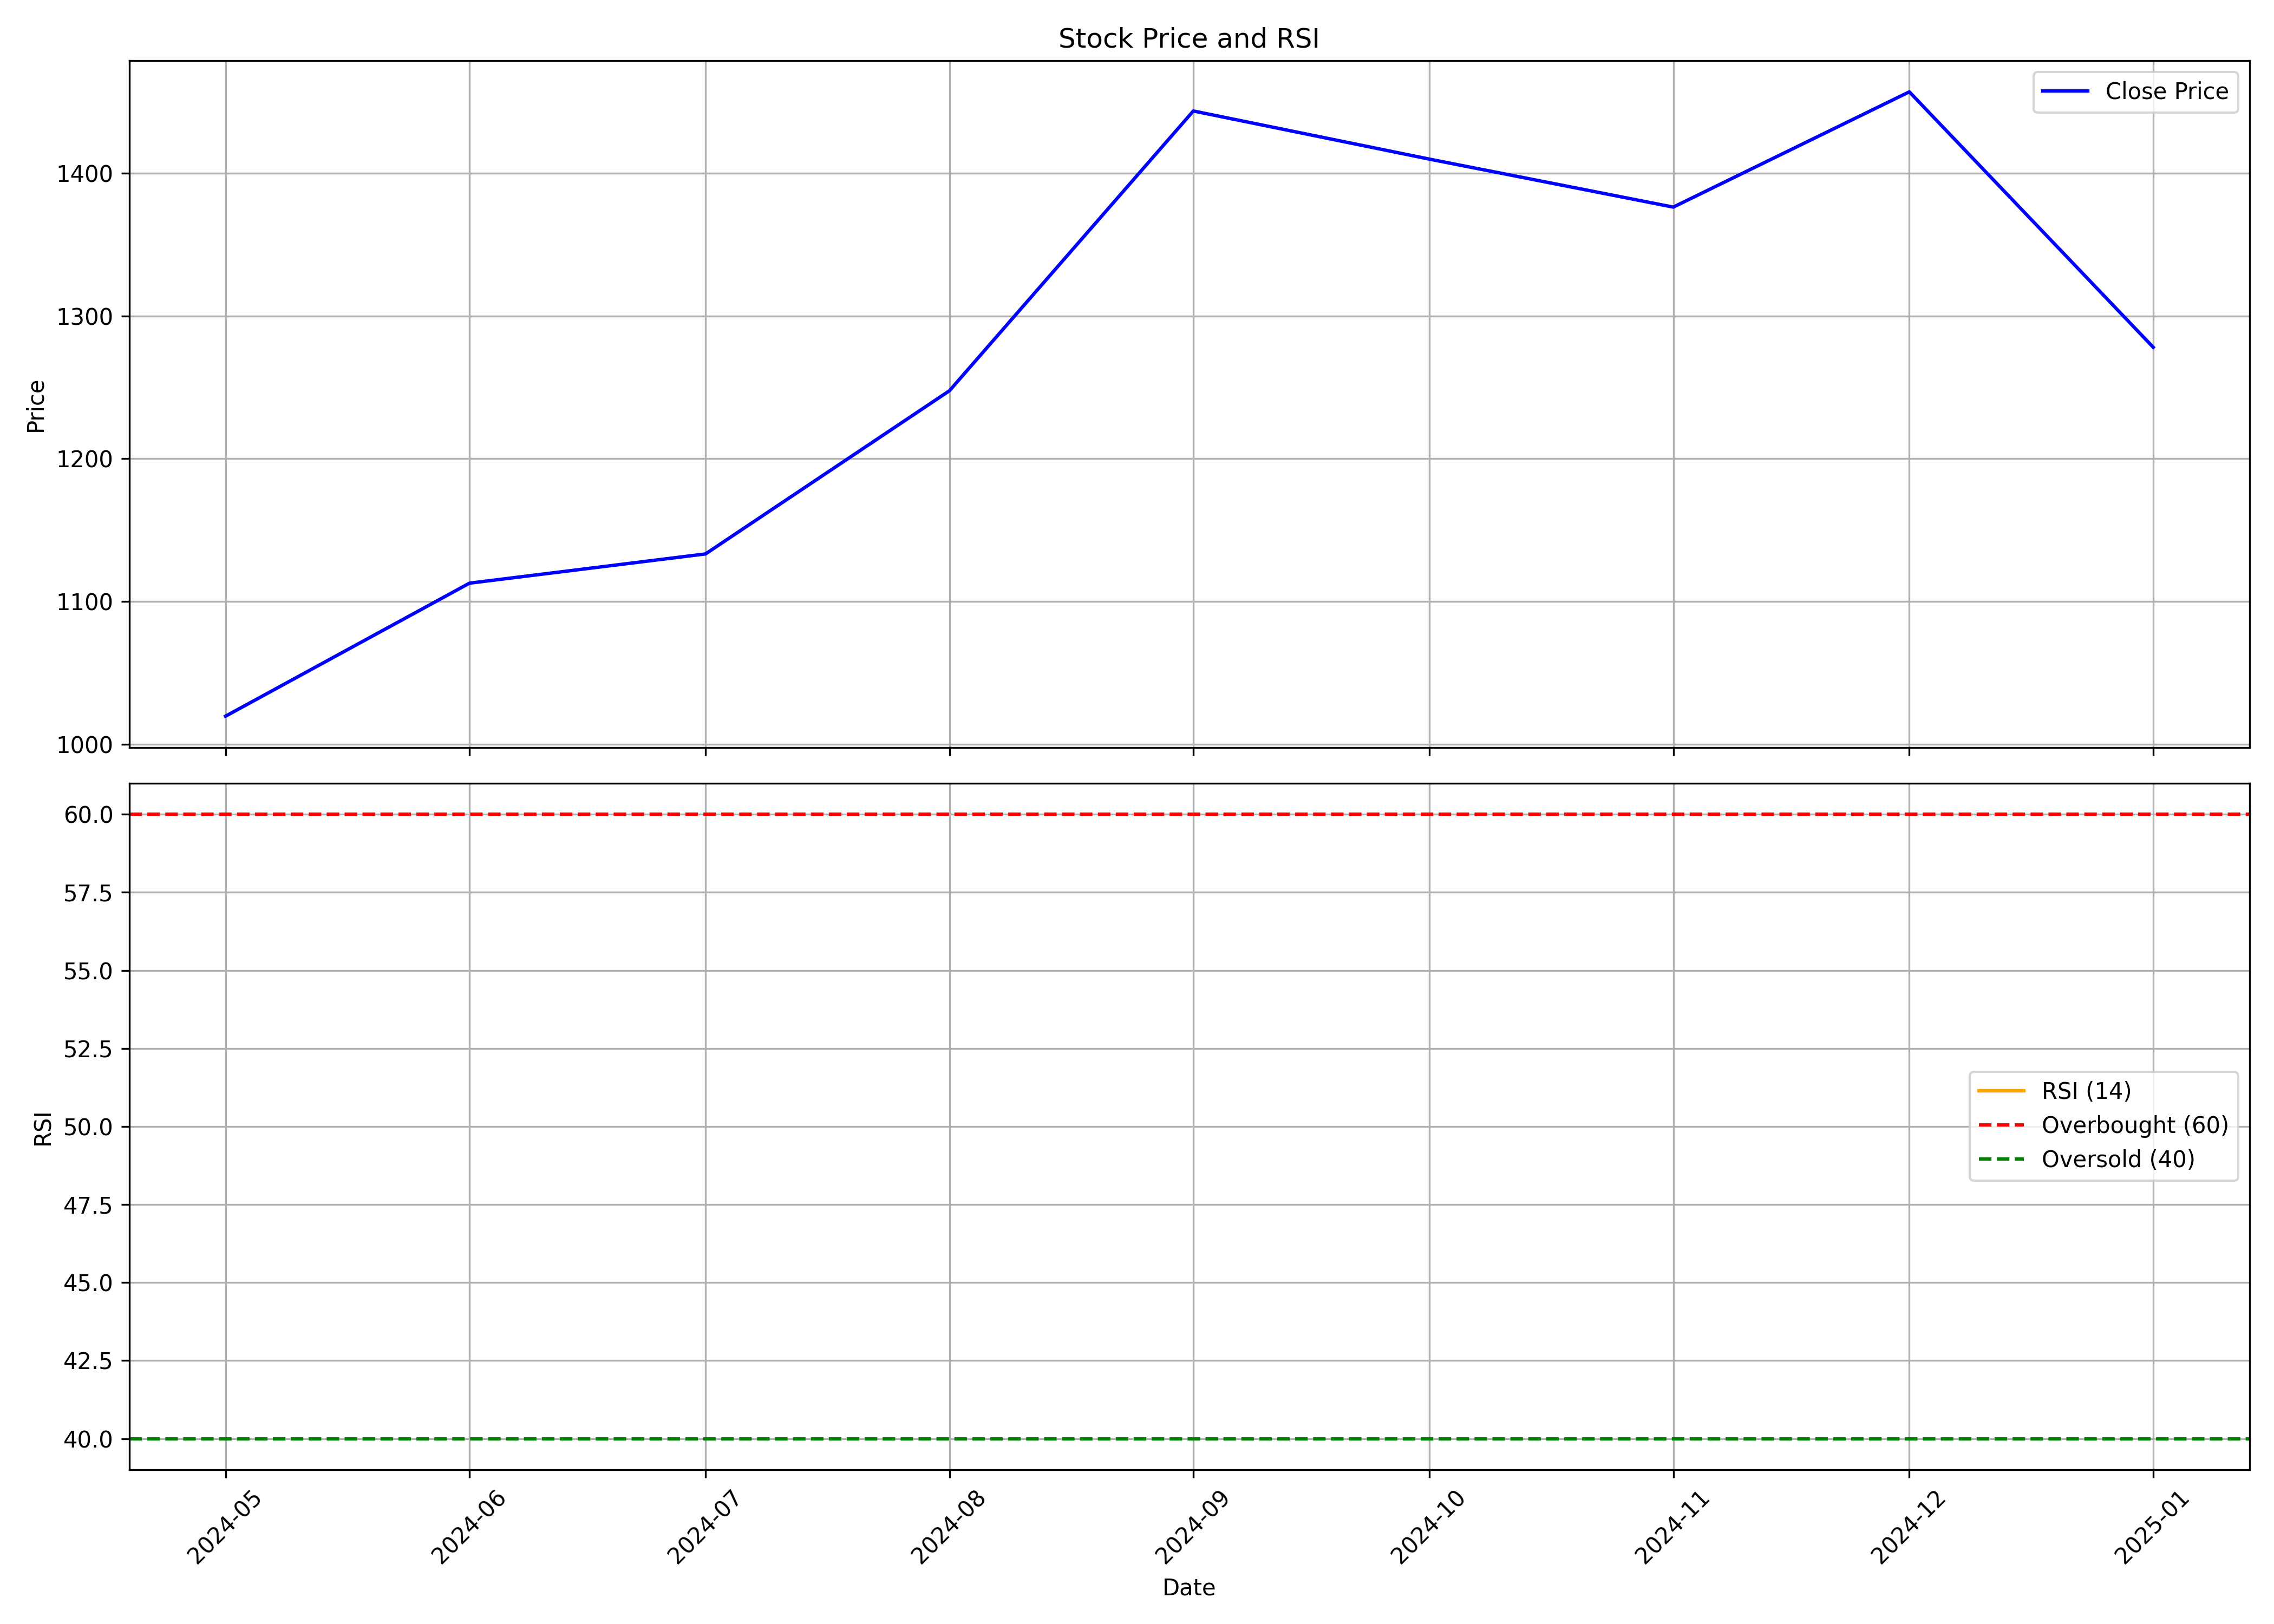 Stock Price and RSI
Close Price
Price
1400
1300
1200
1100
1000
RSI
60.0
57.5
55.0
52.5
50.0
47.5
45.0
42.5
40.0
RSI (14)
Overbought (60)
Oversold (40)
2024-05
2024-06
2024-07
2024-08
2024-09
2024-10
2024-11
2024-12
2025-01
Date